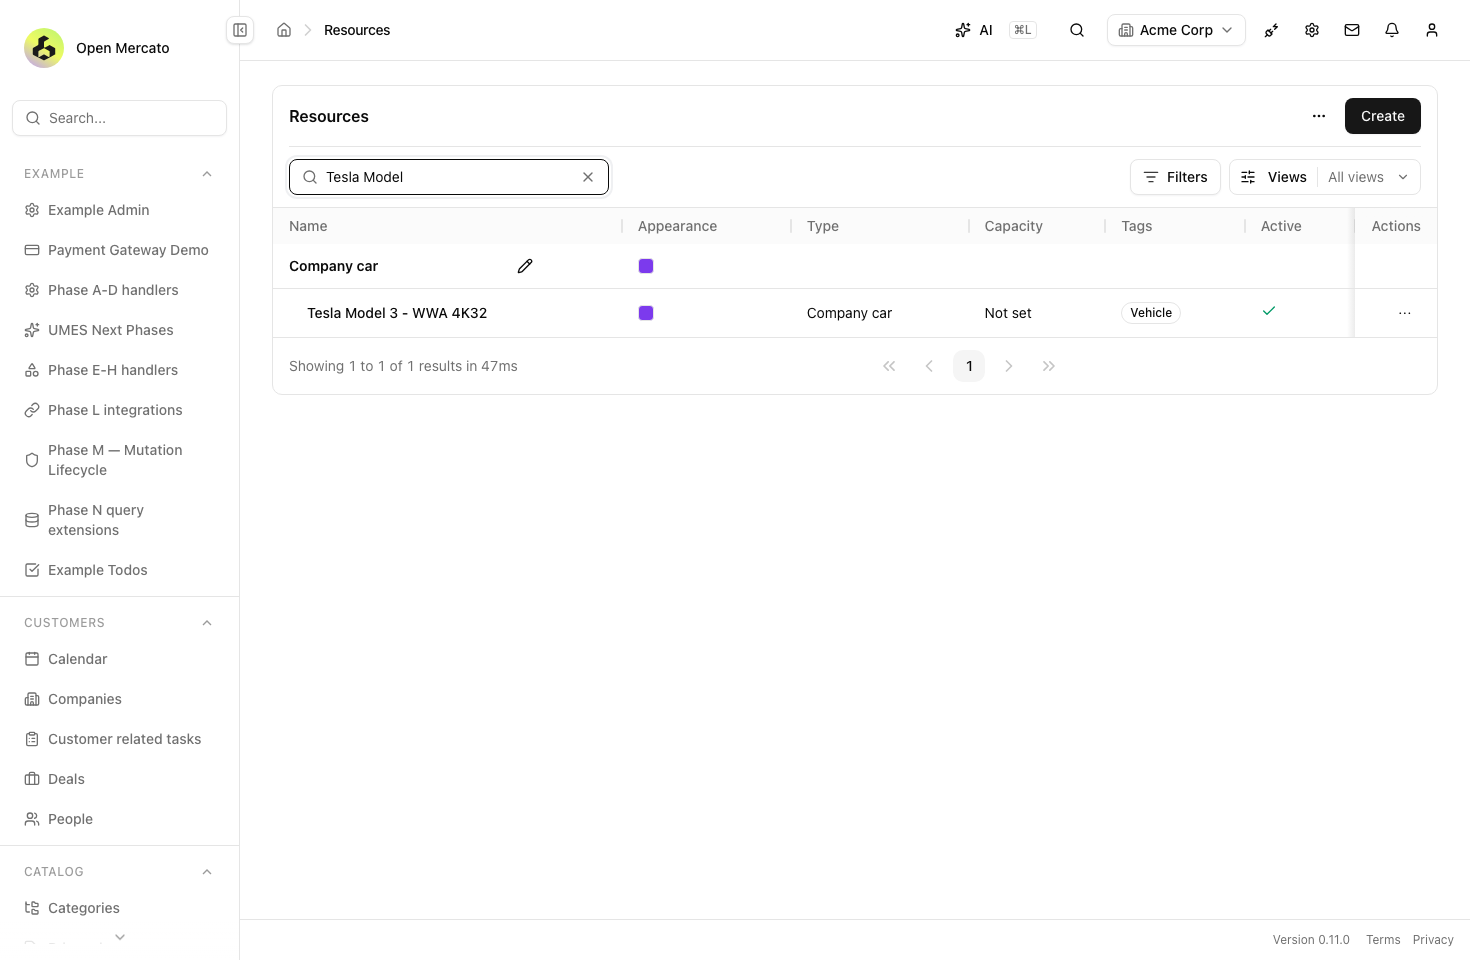 Open Mercato
Search...
EXAMPLE
Example Admin
Payment Gateway Demo
Phase A-D handlers
UMES Next Phases
Phase E-H handlers
Phase L integrations
Phase M — Mutation
Lifecycle
Phase N query
extensions
Example Todos
CUSTOMERS
Calendar
Companies
Customer related tasks
Deals
People
CATALOG
Categories
Resources
AI ⌘L
Acme Corp
Resources
Create
Tesla Model
Filters
Views All views
Name Appearance Type Capacity Tags Active Actions
Company car
Tesla Model 3 - WWA 4K32 Company car Not set Vehicle
Showing 1 to 1 of 1 results in 47ms
1
Version 0.11.0 Terms Privacy